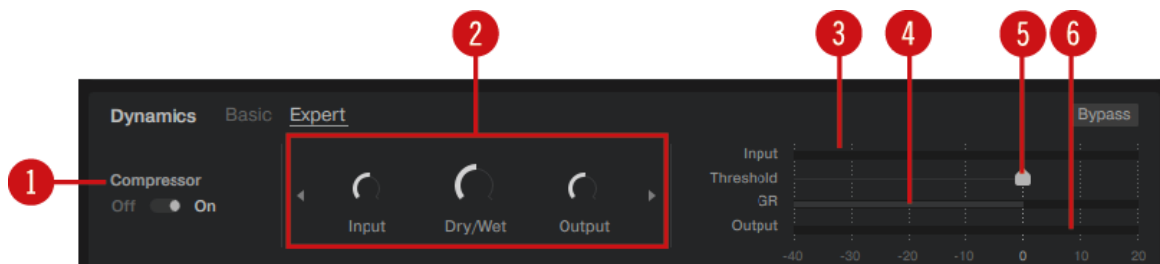 2
3
4
5
6
Dynamics Basic Expert
Bypass
1
Compressor
Off On
Input Dry/Wet Output
Input
Threshold
GR
Output
-40 -30 -20 -10 0 10 20